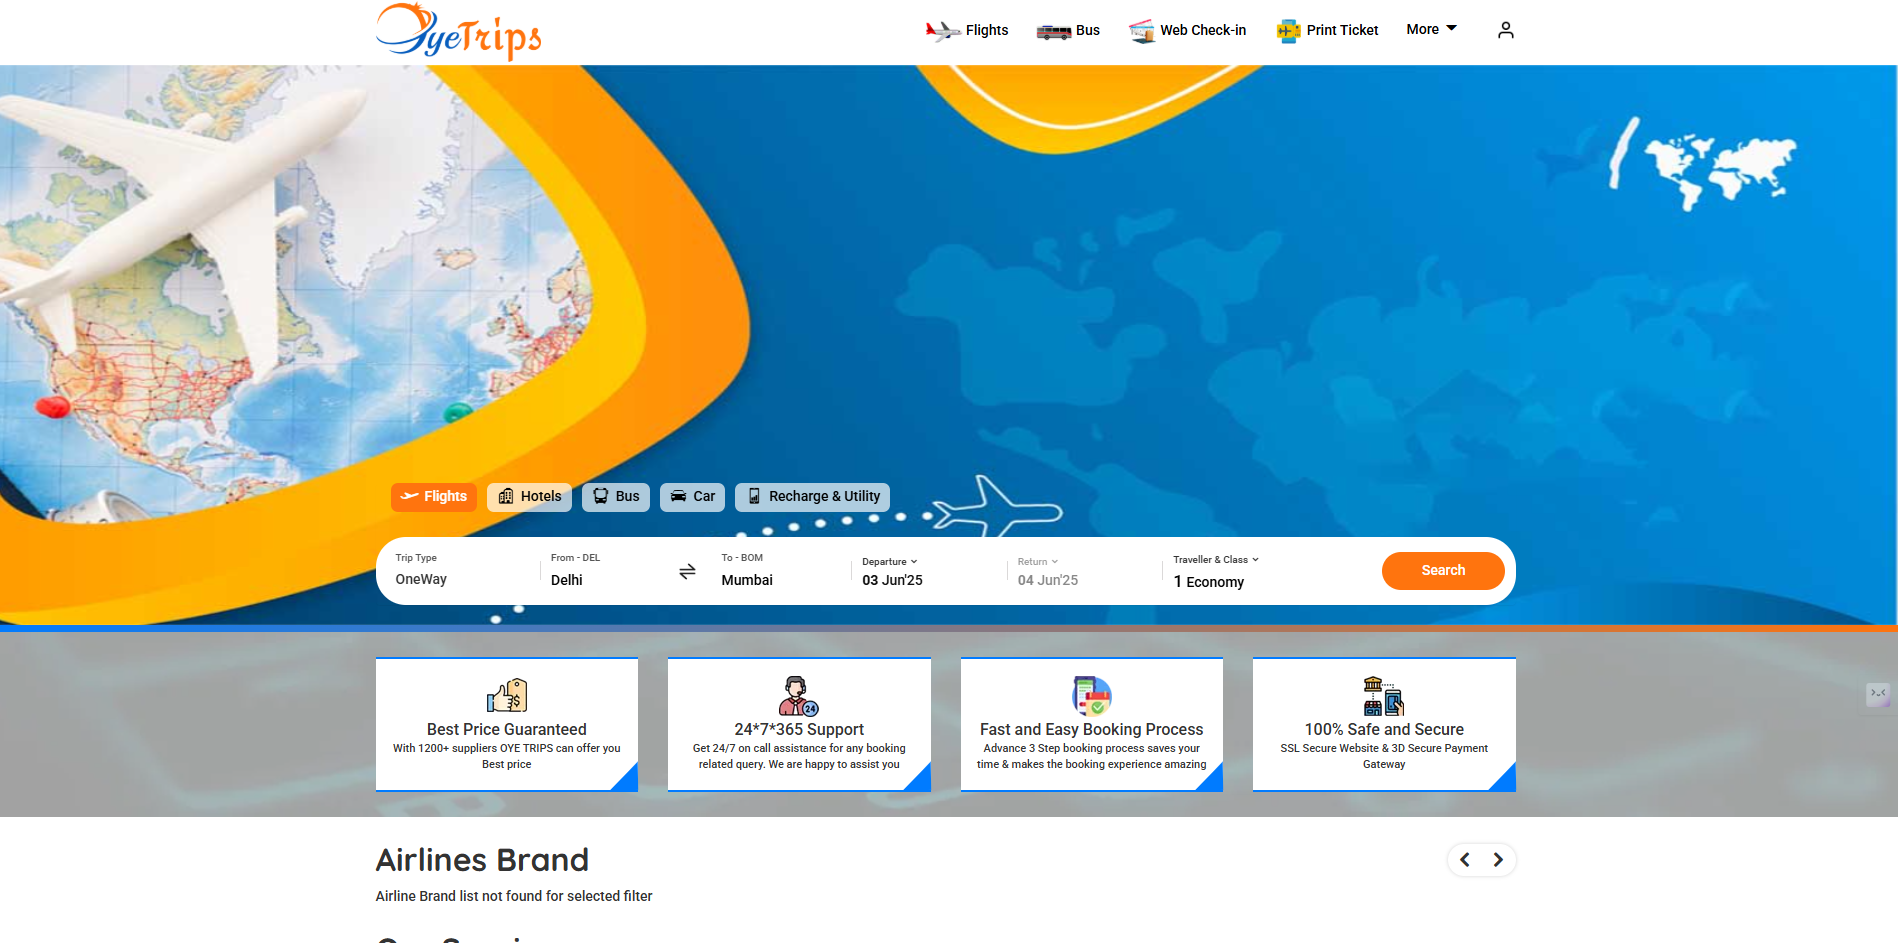 OyeTrips
Flights
Bus
Web Check-in
Print Ticket
More
Flights
Hotels
Bus
Car
Recharge & Utility
Trip Type
OneWay
From - DEL
Delhi
To - BOM
Mumbai
Departure
03 Jun'25
Return
04 Jun'25
Traveller & Class
1 Economy
Search
Best Price Guaranteed
With 1200+ suppliers OYE TRIPS can offer you
Best price
24
24*7*365 Support
Get 24/7 on call assistance for any booking
related query. We are happy to assist you
Fast and Easy Booking Process
Advance 3 Step booking process saves your
time & makes the booking experience amazing
100% Safe and Secure
SSL Secure Website & 3D Secure Payment
Gateway
Airlines Brand
Airline Brand list not found for selected filter